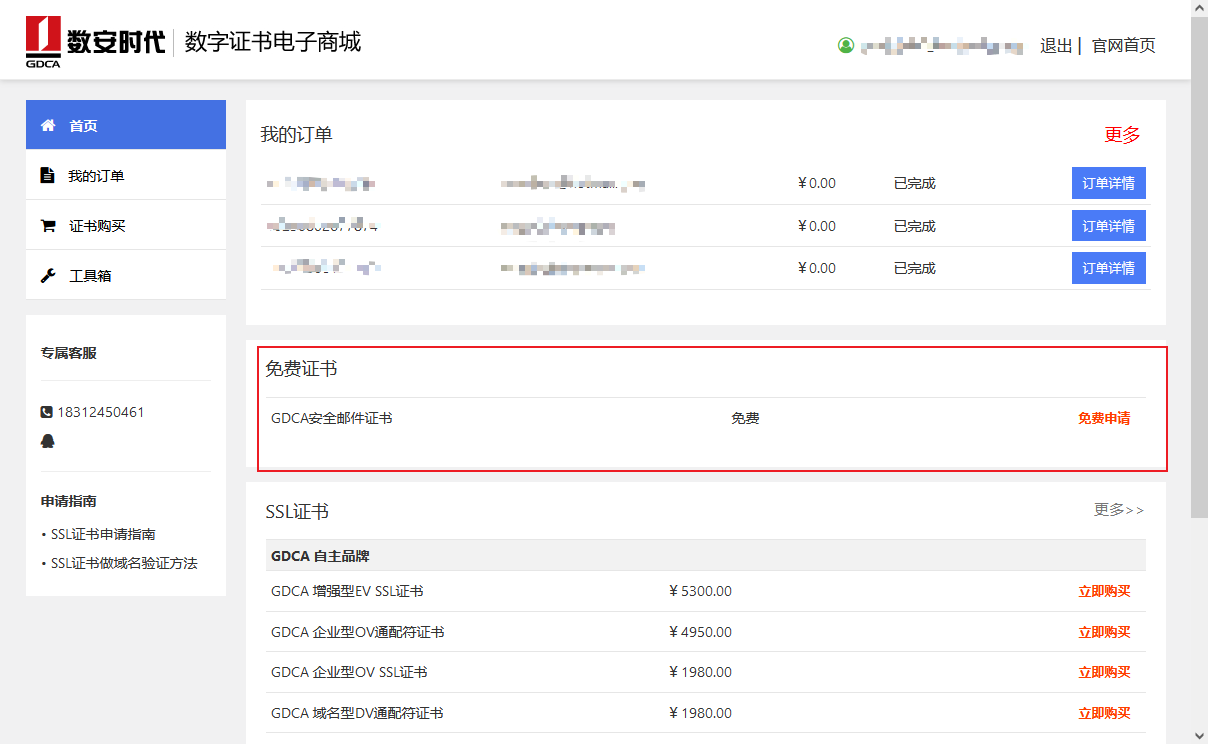 数安时代
GDCA
数字证书电子商城
退出 | 官网首页
首页
我的订单
证书购买
工具箱
专属客服
18312450461
申请指南
• SSL证书申请指南
• SSL证书做域名验证方法
我的订单 更多
¥ 0.00 已完成 订单详情
¥ 0.00 已完成 订单详情
¥ 0.00 已完成 订单详情
免费证书
GDCA安全邮件证书 免费 免费申请
SSL证书 更多>>
GDCA 自主品牌
GDCA 增强型EV SSL证书 ¥ 5300.00 立即购买
GDCA 企业型OV通配符证书 ¥ 4950.00 立即购买
GDCA 企业型OV SSL证书 ¥ 1980.00 立即购买
GDCA 域名型DV通配符证书 ¥ 1980.00 立即购买